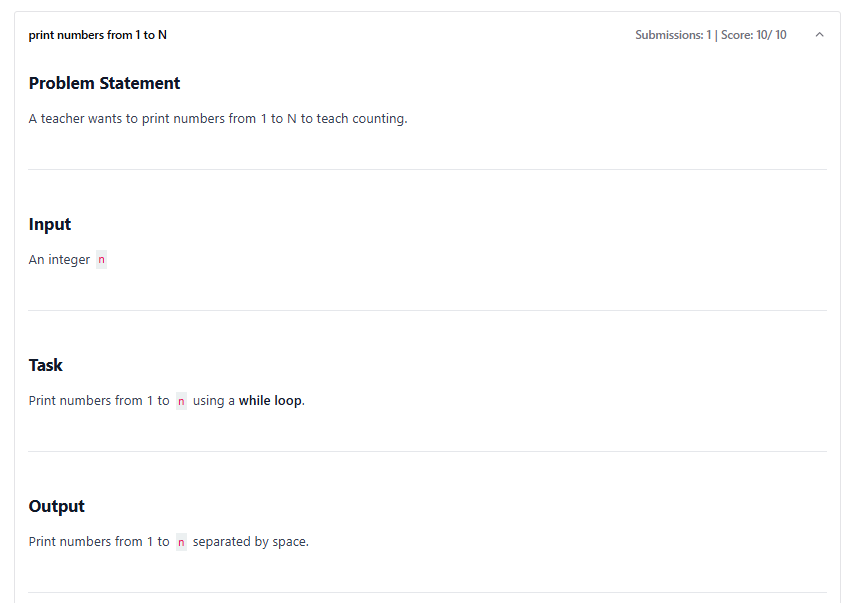 print numbers from 1 to N
Submissions: 1 | Score: 10/ 10
Problem Statement
A teacher wants to print numbers from 1 to N to teach counting.
Input
An integer n
Task
Print numbers from 1 to n using a while loop.
Output
Print numbers from 1 to n separated by space.